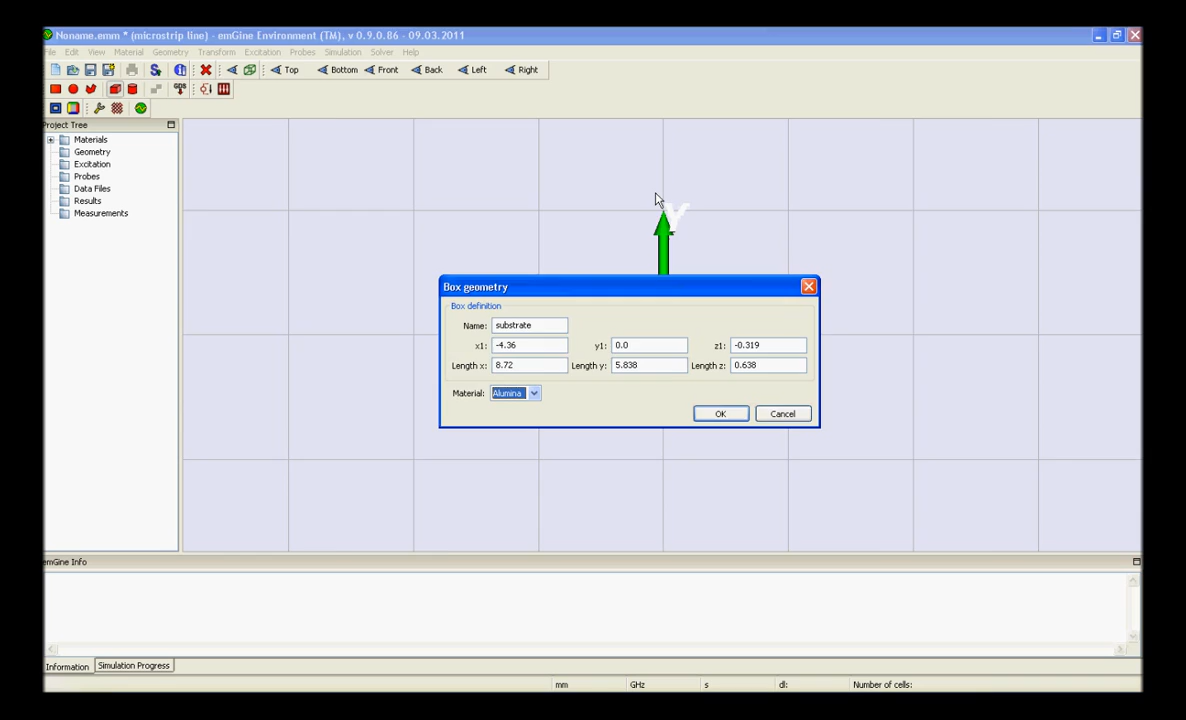 Noname.emm * (microstrip line) - emGine Environment (TM), v 0.9.0.86 - 09.03.2011
File Edit View Material Geometry Transform Excitation Probes Simulation Solver Help
Top Bottom Front Back Left Right
GDS
Project Tree
Materials
Geometry
Excitation
Probes
Data Files
Results
Measurements
Y
Box geometry
Box definition
Name: substrate
x1: -4.36 y1: 0.0 z1: -0.319
Length x: 8.72 Length y: 5.838 Length z: 0.638
Material: Alumina
OK Cancel
emGine Info
Information Simulation Progress
mm GHz s dl: Number of cells: